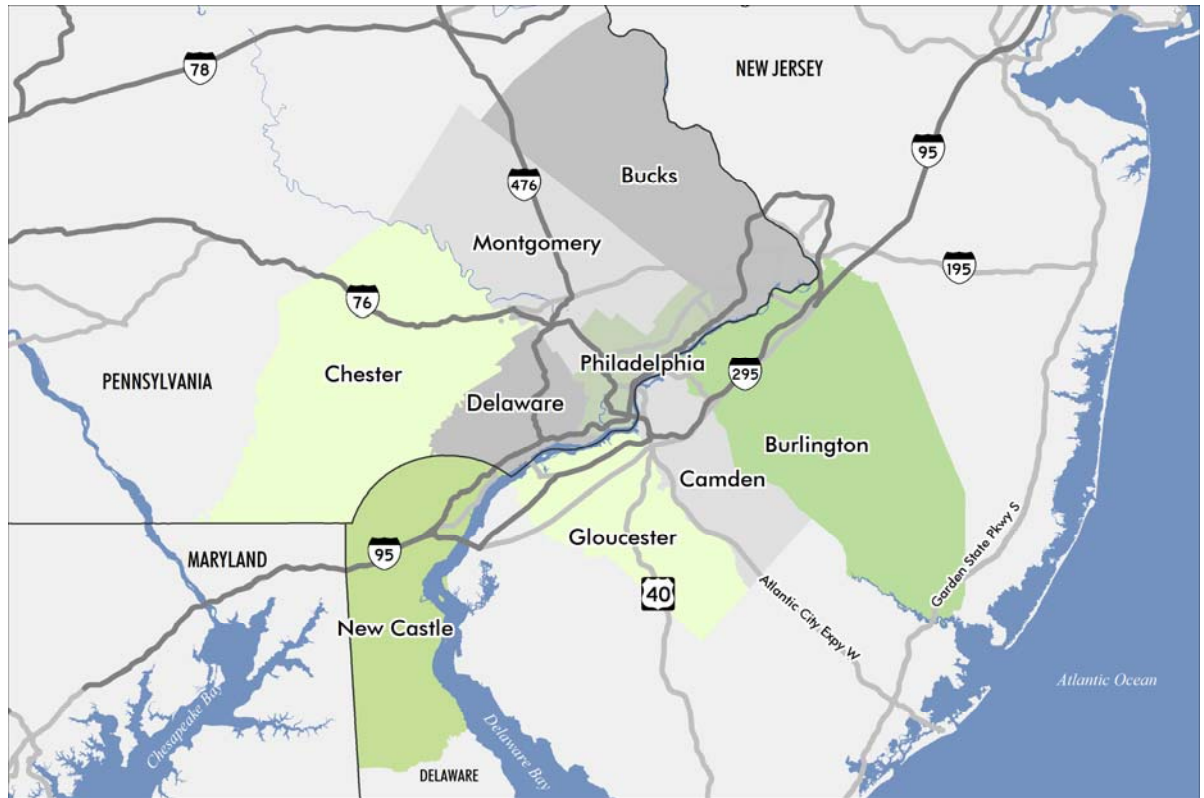 78
NEW JERSEY
95
Bucks
476
Montgomery
195
76
Philadelphia
295
PENNSYLVANIA
Chester
Delaware
Burlington
Camden
Gloucester
MARYLAND
95
40
Garden State Pkwy S
Atlantic City Expy W
New Castle
Atlantic Ocean
Chesapeake Bay
Delaware Bay
DELAWARE